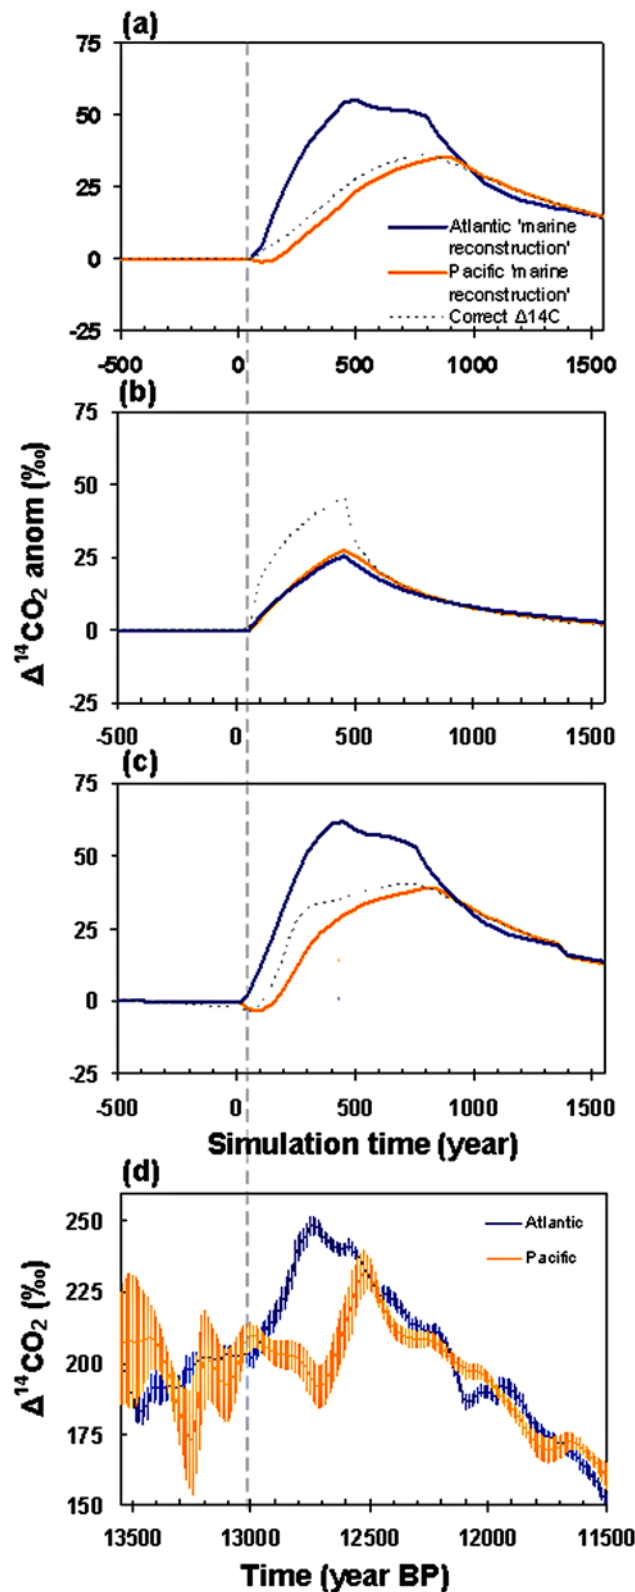 (a)
75
50
25
0
-25
Atlantic 'marine
reconstruction'
Pacific 'marine
reconstruction'
Correct Δ14C
-500 0 500 1000 1500
(b)
75
50
25
0
-25
-500 0 500 1000 1500
Δ¹⁴CO₂ anom (‰)
(c)
75
50
25
0
-25
-500 0 500 1000 1500
Simulation time (year)
(d)
250
225
200
175
150
Atlantic
Pacific
Δ¹⁴CO₂ (‰)
13500 13000 12500 12000 11500
Time (year BP)